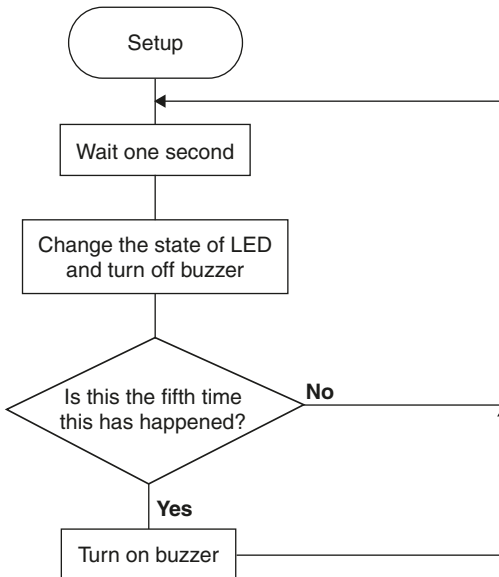 Setup
Wait one second
Change the state of LED
and turn off buzzer
Is this the fifth time
this has happened?
No
Yes
Turn on buzzer